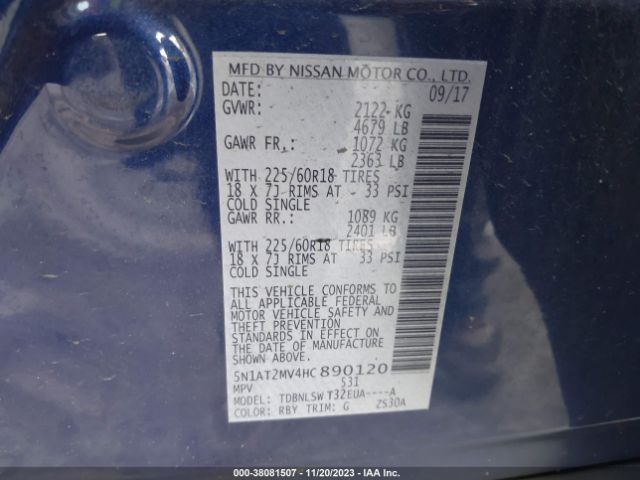 MFD BY NISSAN MOTOR CO., LTD.
DATE: 09/17
GVWR: 2122 KG
4679 LB
GAWR FR.: 1072 KG
2363 LB
WITH 225/60R18 TIRES
18 X 7J RIMS AT 33 PSI
COLD SINGLE
GAWR RR.: 1089 KG
2401 LB
WITH 225/60R18 TIRES
18 X 7J RIMS AT 33 PSI
COLD SINGLE
THIS VEHICLE CONFORMS TO
ALL APPLICABLE FEDERAL
MOTOR VEHICLE SAFETY AND
THEFT PREVENTION
STANDARDS IN EFFECT ON
THE DATE OF MANUFACTURE
SHOWN ABOVE.
5N1AT2MV4HC890120
MPV S31
MODEL: TDBNLSW T32EUA----A
COLOR: RBY TRIM: G ZS30A
000-38081507 - 11/20/2023 - IAA Inc.